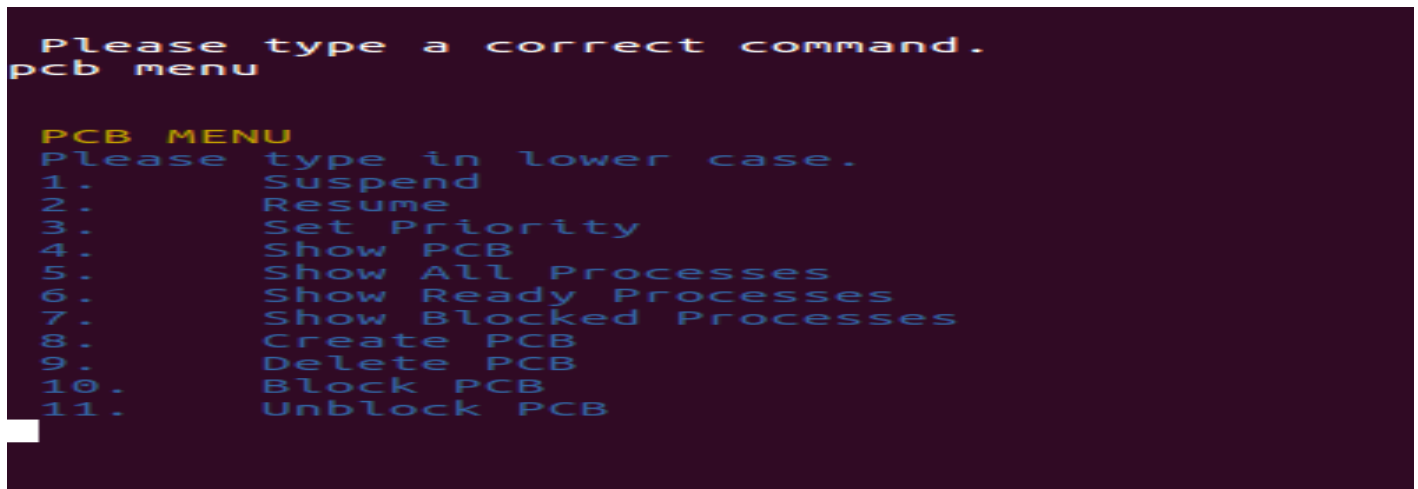 Please type a correct command.
pcb menu
PCB MENU
Please type in lower case.
1. Suspend
2. Resume
3. Set Priority
4. Show PCB
5. Show All Processes
6. Show Ready Processes
7. Show Blocked Processes
8. Create PCB
9. Delete PCB
10. Block PCB
11. Unblock PCB